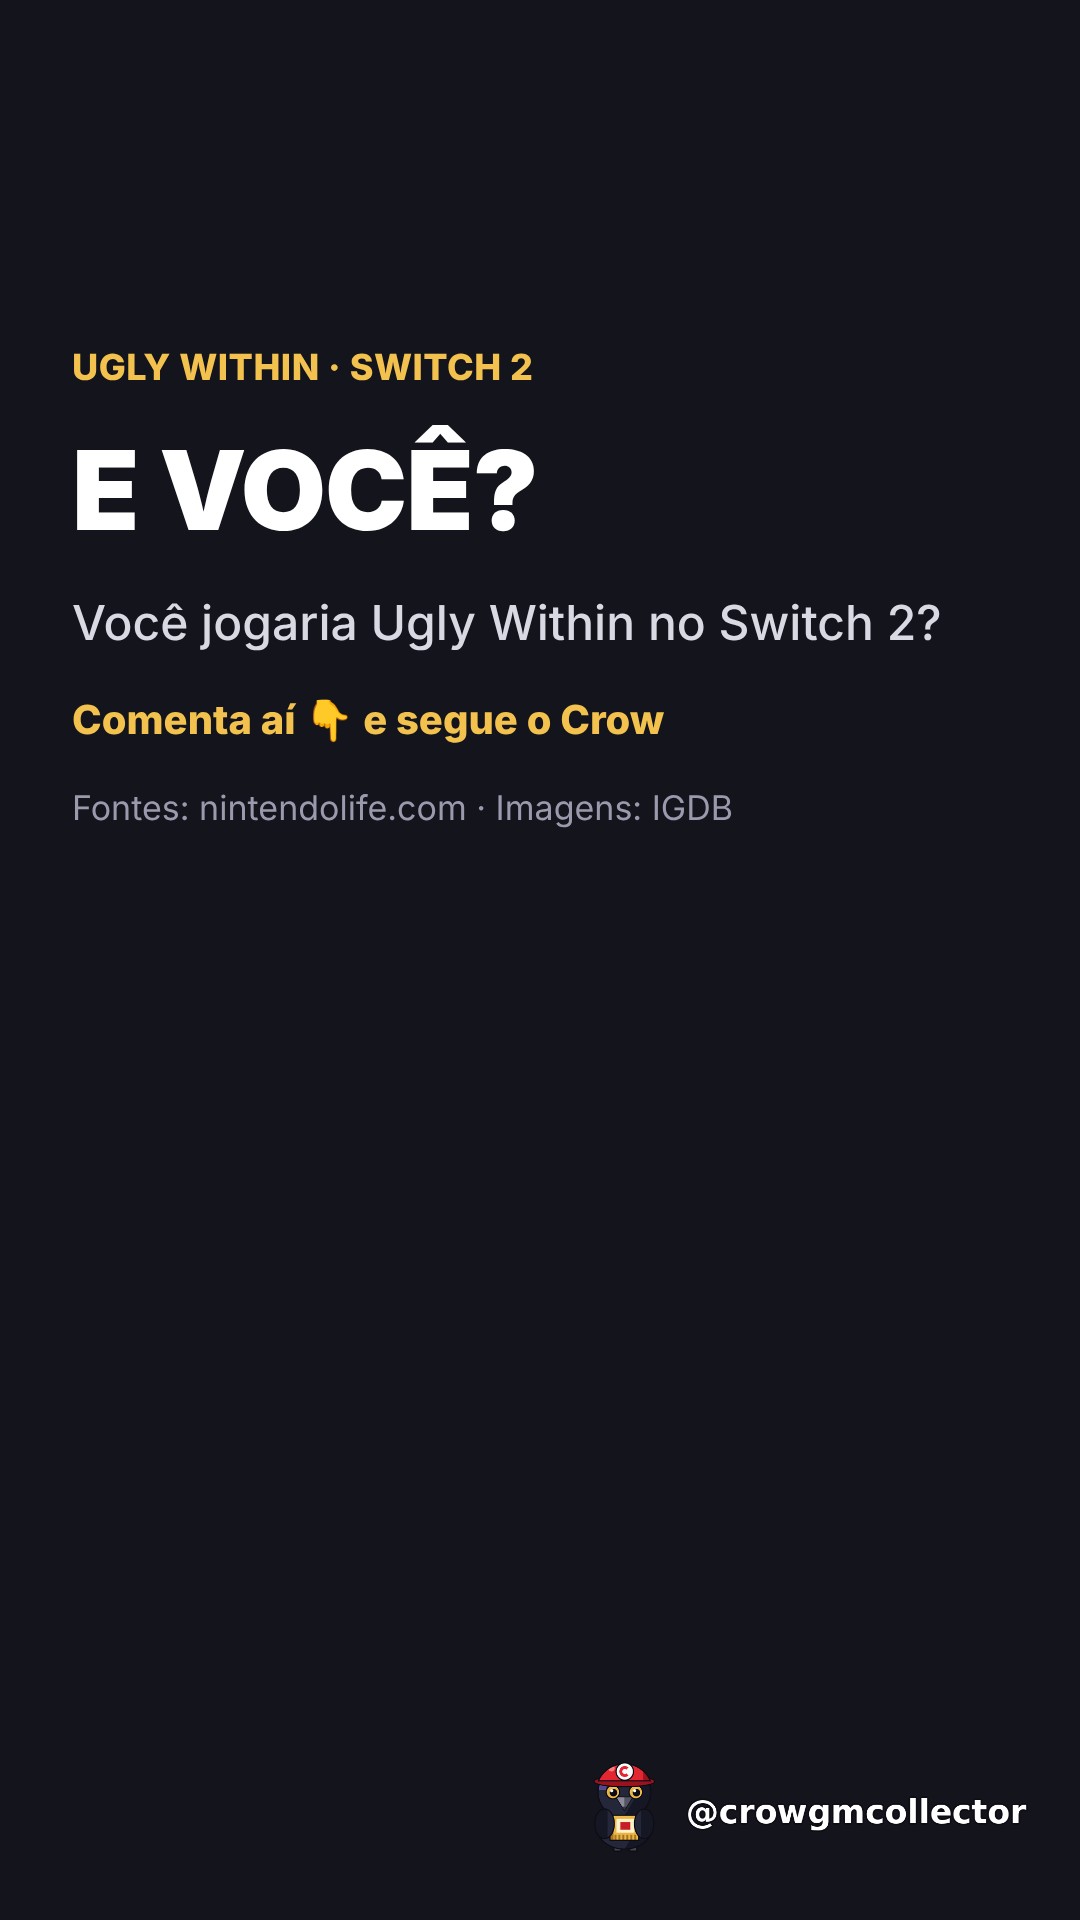 UGLY WITHIN · SWITCH 2
E VOCÊ?
Você jogaria Ugly Within no Switch 2?
Comenta aí 👇 e segue o Crow
Fontes: nintendolife.com · Imagens: IGDB
C
@crowgmcollector